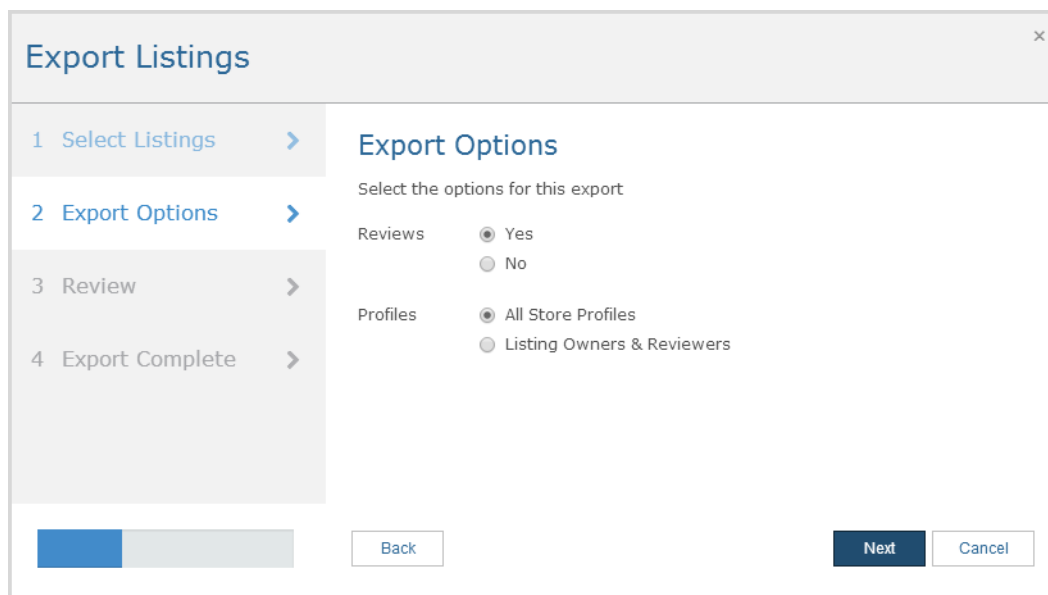 Export Listings
×
1 Select Listings
2 Export Options
3 Review
4 Export Complete
Export Options
Select the options for this export
Reviews Yes
No
Profiles All Store Profiles
Listing Owners & Reviewers
Back Next Cancel